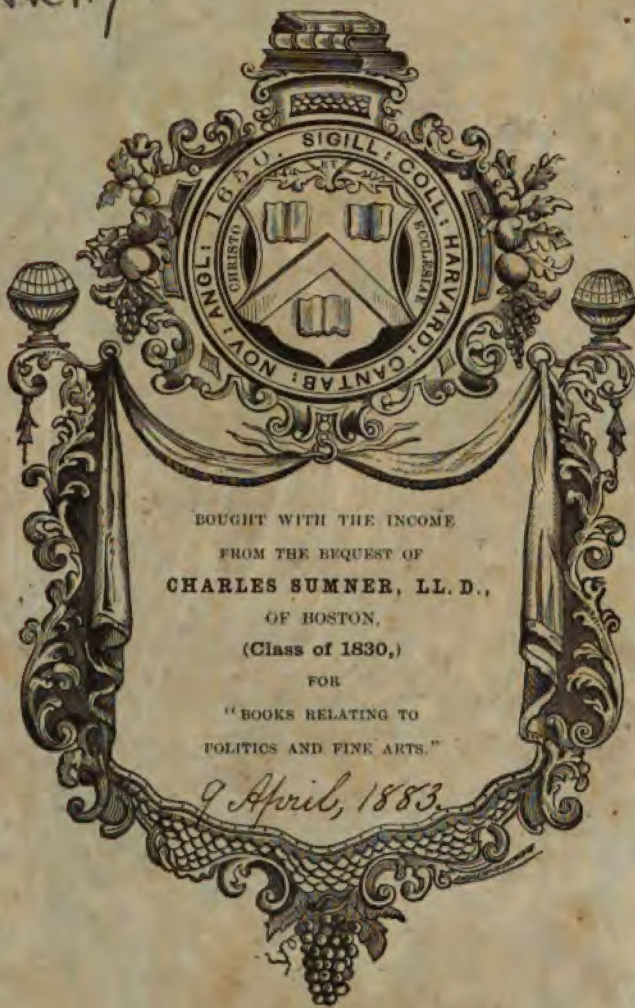 SIGILL: COLL: HARVARD: CANTAB: NOV: ANGL: 1650.
ET
CHRISTO
ECCLESIAE
BOUGHT WITH THE INCOME
FROM THE BEQUEST OF
CHARLES SUMNER, LL. D.,
OF BOSTON,
(Class of 1830,)
FOR
"BOOKS RELATING TO
POLITICS AND FINE ARTS."
9 April, 1883.